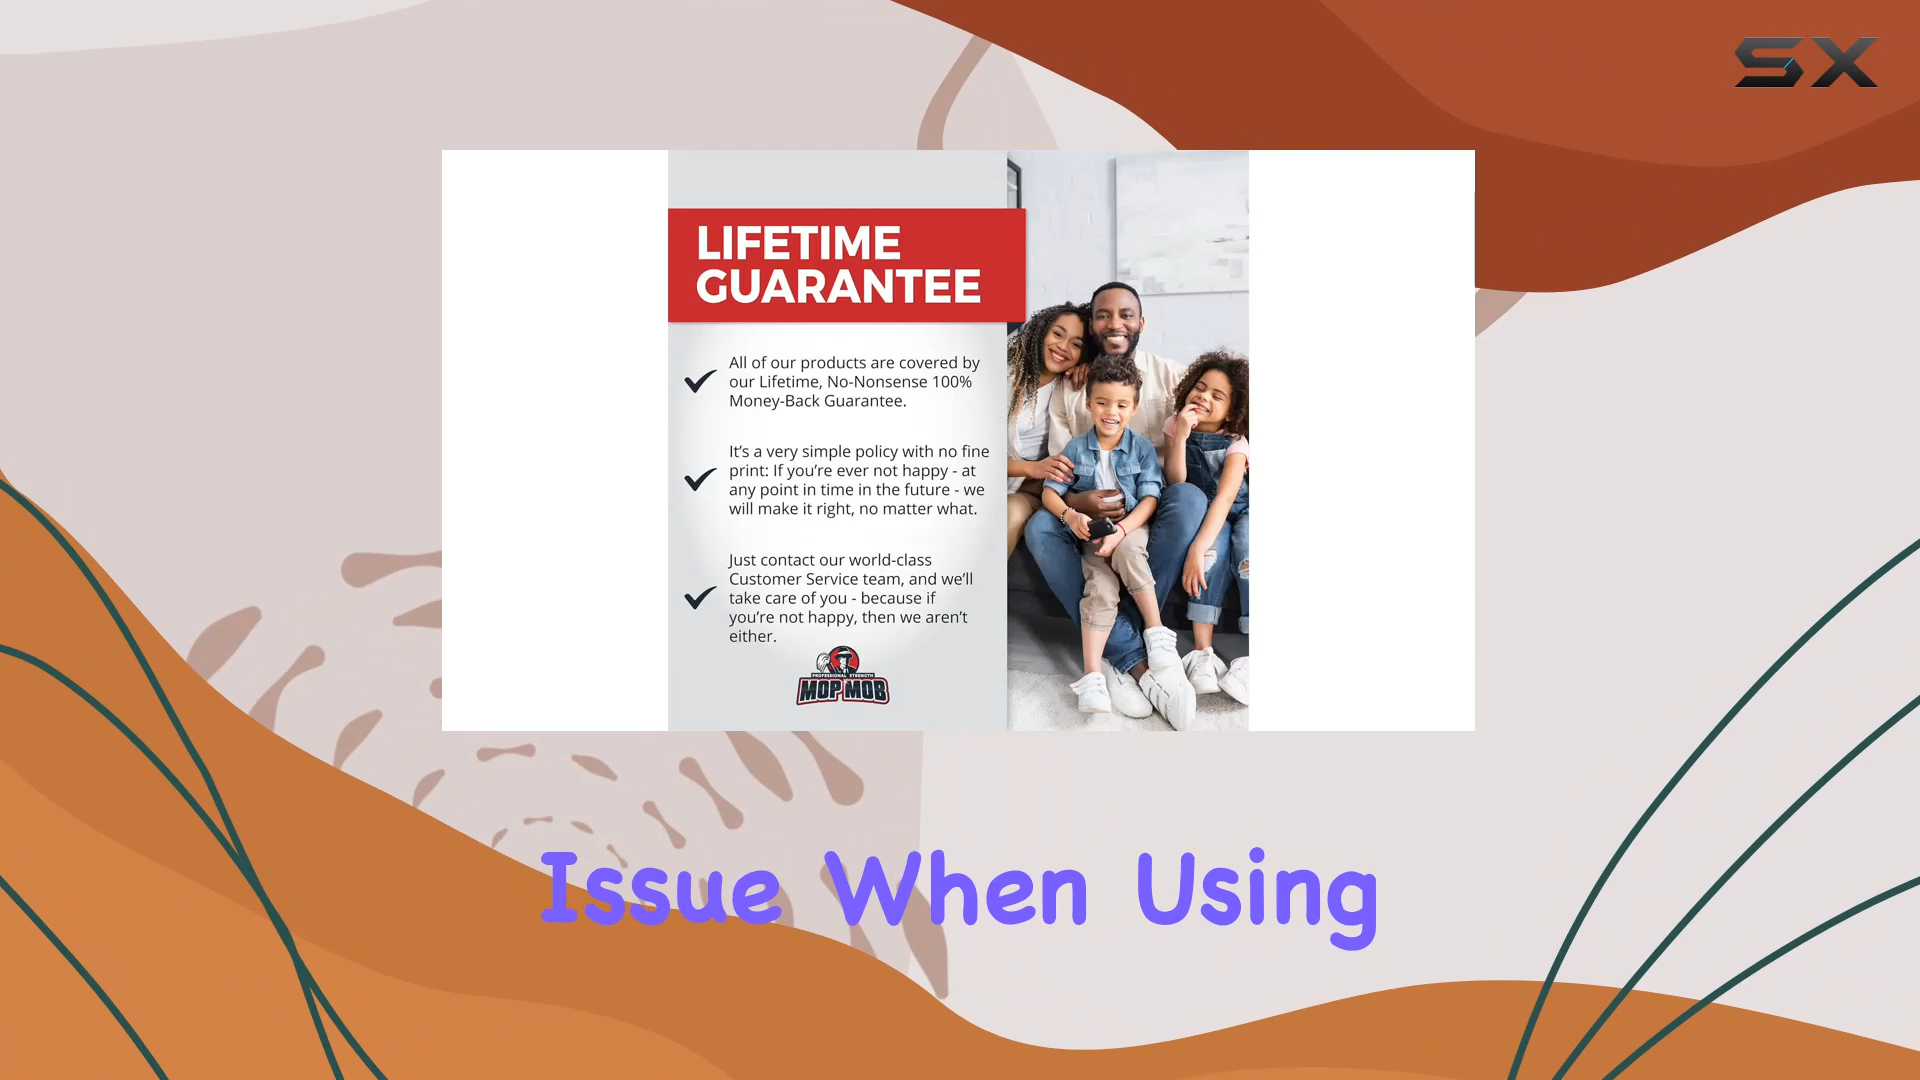 SX
LIFETIME
GUARANTEE
All of our products are covered by
our Lifetime, No-Nonsense 100%
Money-Back Guarantee.
It’s a very simple policy with no fine
print: If you’re ever not happy - at
any point in time in the future - we
will make it right, no matter what.
Just contact our world-class
Customer Service team, and we’ll
take care of you - because if
you’re not happy, then we aren’t
either.
PROFESSIONAL STRENGTH
MOP MOB
Issue When Using